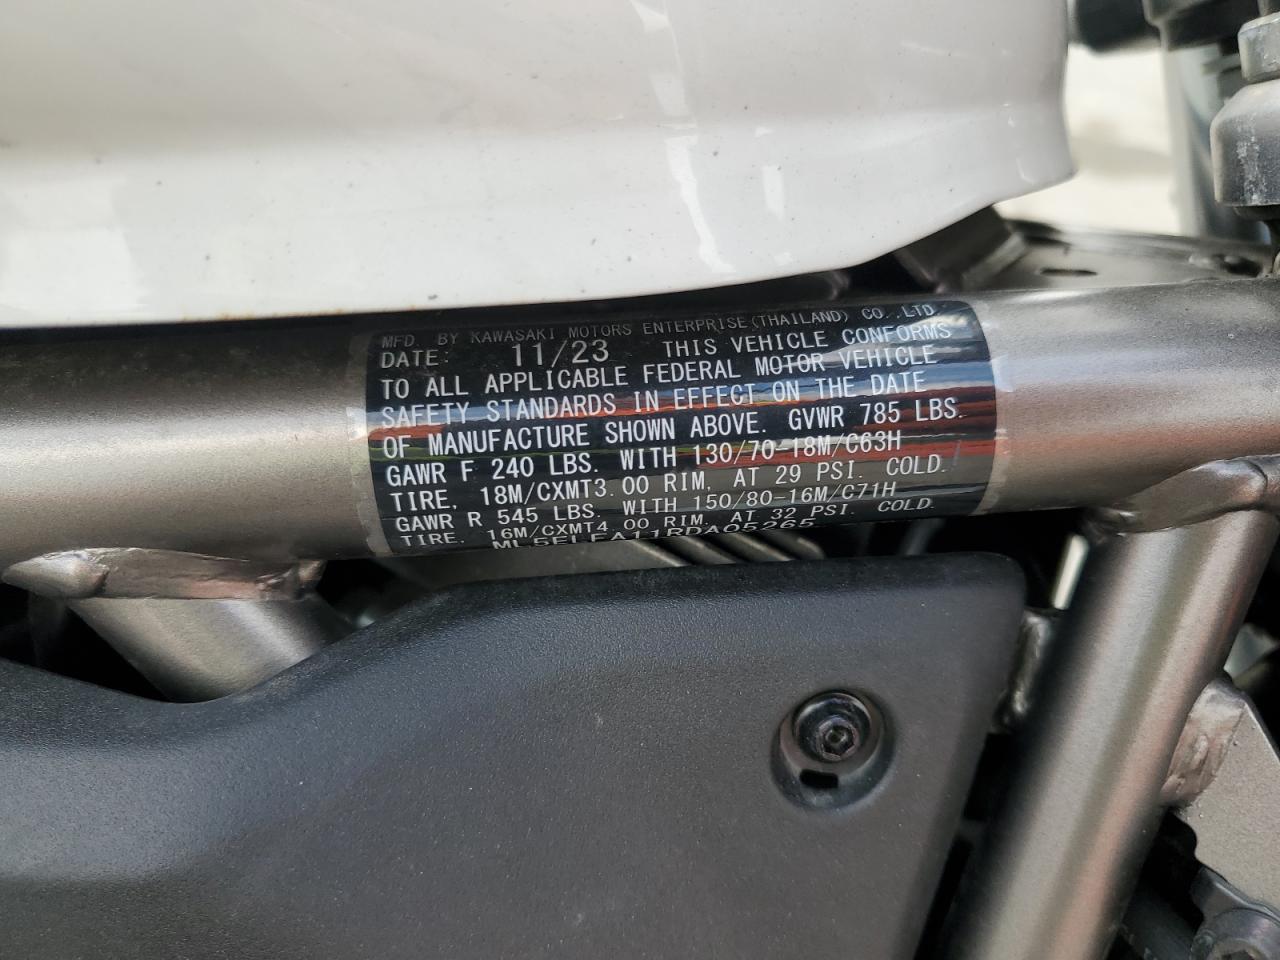 MFD. BY KAWASAKI MOTORS ENTERPRISE (THAILAND) CO., LTD
DATE: 11/23 THIS VEHICLE CONFORMS
TO ALL APPLICABLE FEDERAL MOTOR VEHICLE
SAFETY STANDARDS IN EFFECT ON THE DATE
OF MANUFACTURE SHOWN ABOVE. GVWR 785 LBS.
GAWR F 240 LBS. WITH 130/70-18M/C63H
TIRE, 18M/CXMT3.00 RIM, AT 29 PSI. COLD.
GAWR R 545 LBS. WITH 150/80-16M/C71H
TIRE, 16M/CXMT4.00 RIM, AT 32 PSI. COLD.
ML5ELEA11RDA05265